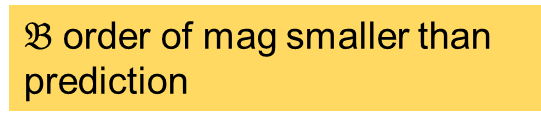 𝔅 order of mag smaller than
prediction